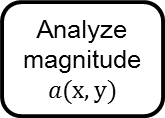 Analyze
magnitude
a(x, y)